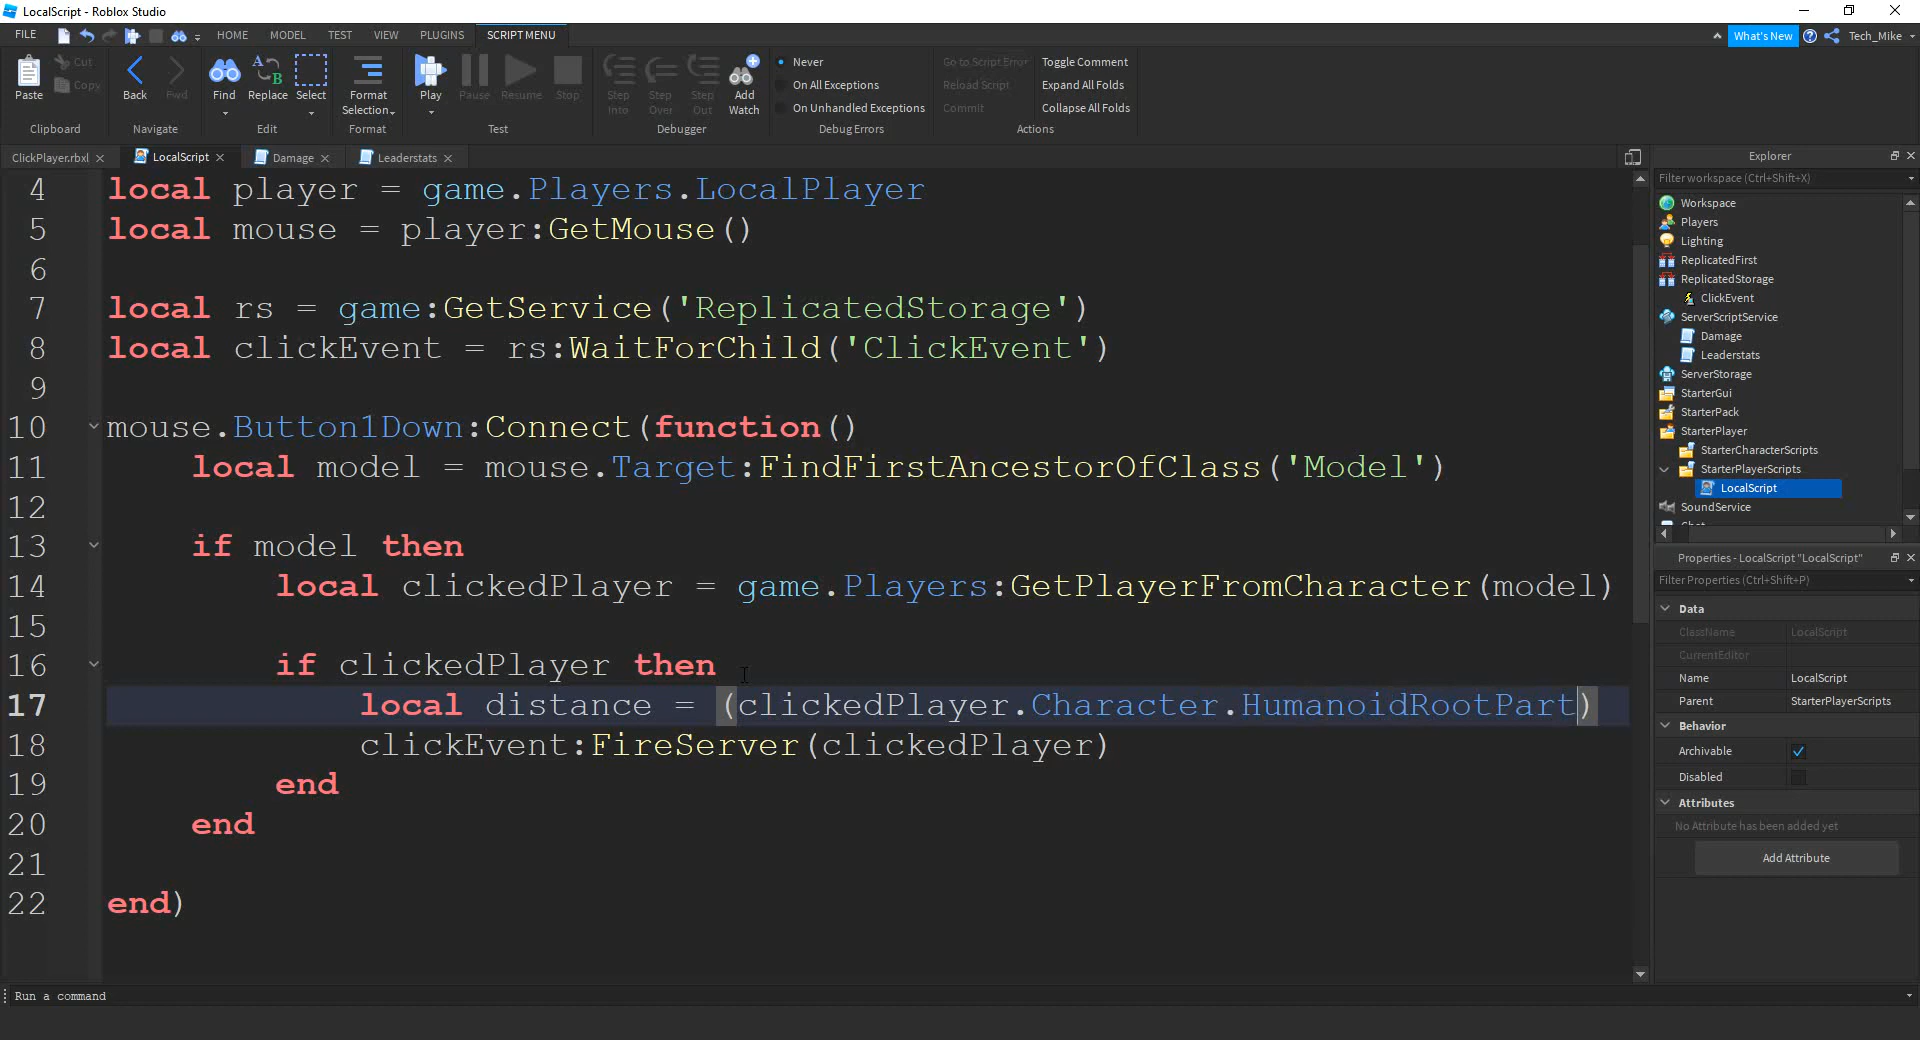 LocalScript - Roblox Studio
FILE HOME MODEL TEST VIEW PLUGINS SCRIPT MENU What's New Tech_Mike
Paste Cut Copy Back Fwd Find Replace Select Format Selection Play Pause Resume Stop Step Into Step Over Step Out Add Watch
Never
On All Exceptions
On Unhandled Exceptions
Go to Script Error
Reload Script
Commit
Toggle Comment
Expand All Folds
Collapse All Folds
Clipboard Navigate Edit Format Test Debugger Debug Errors Actions
ClickPlayer.rbxl LocalScript Damage Leaderstats
4 local player = game.Players.LocalPlayer
5 local mouse = player:GetMouse()
6
7 local rs = game:GetService('ReplicatedStorage')
8 local clickEvent = rs:WaitForChild('ClickEvent')
9
10 mouse.Button1Down:Connect(function()
11 local model = mouse.Target:FindFirstAncestorOfClass('Model')
12
13 if model then
14 local clickedPlayer = game.Players:GetPlayerFromCharacter(model)
15
16 if clickedPlayer then
17 local distance = (clickedPlayer.Character.HumanoidRootPart)
18 clickEvent:FireServer(clickedPlayer)
19 end
20 end
21
22 end)
Run a command
Explorer
Filter workspace (Ctrl+Shift+X)
Workspace
Players
Lighting
ReplicatedFirst
ReplicatedStorage
ClickEvent
ServerScriptService
Damage
Leaderstats
ServerStorage
StarterGui
StarterPack
StarterPlayer
StarterCharacterScripts
StarterPlayerScripts
LocalScript
SoundService
Properties - LocalScript "LocalScript"
Filter Properties (Ctrl+Shift+P)
Data
ClassName LocalScript
CurrentEditor
Name LocalScript
Parent StarterPlayerScripts
Behavior
Archivable
Disabled
Attributes
No Attribute has been added yet
Add Attribute